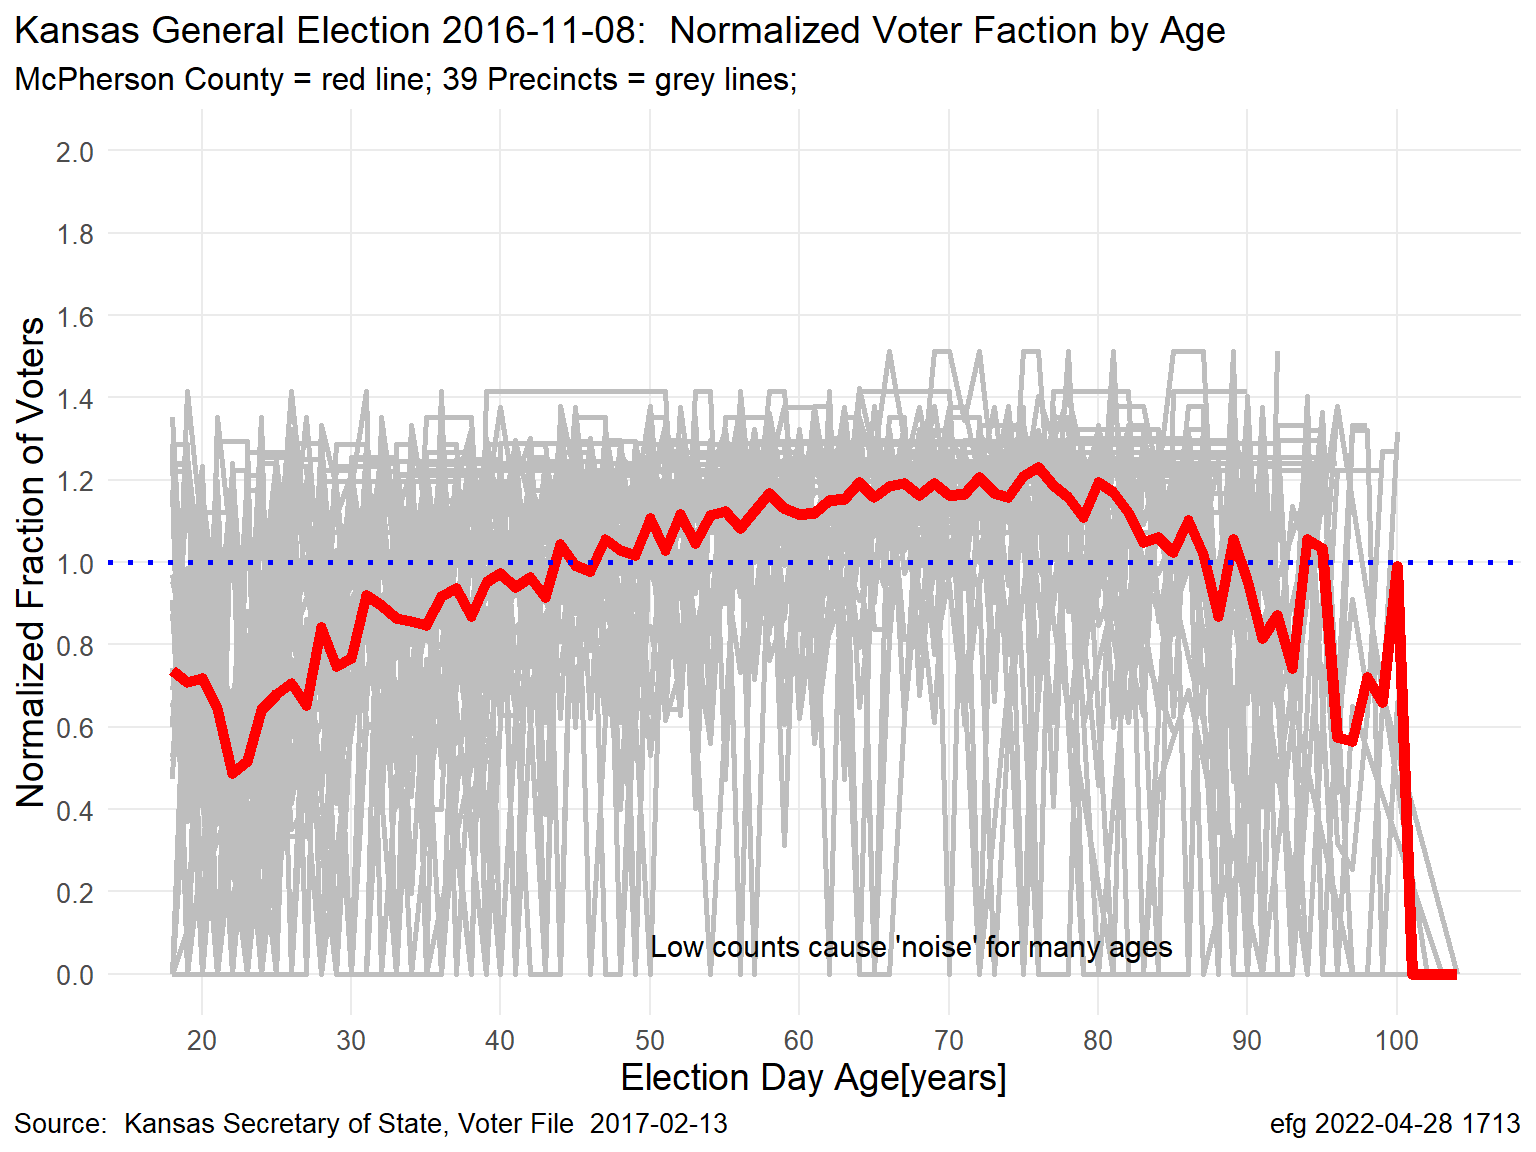 Kansas General Election 2016-11-08:  Normalized Voter Faction by Age
McPherson County = red line; 39 Precincts = grey lines;
Normalized Fraction of Voters
2.0
1.8
1.6
1.4
1.2
1.0
0.8
0.6
0.4
0.2
0.0
Low counts cause 'noise' for many ages
20 30 40 50 60 70 80 90 100
Election Day Age[years]
Source:  Kansas Secretary of State, Voter File  2017-02-13
efg 2022-04-28 1713